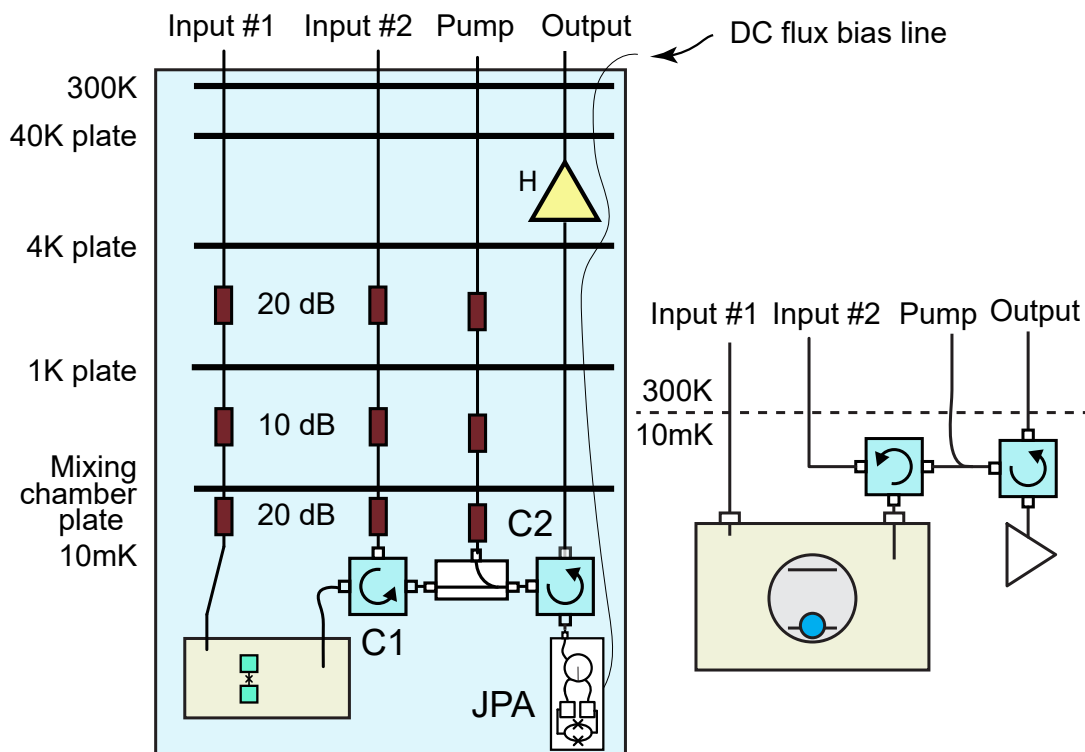 Input #1 Input #2 Pump Output
DC flux bias line
300K
40K plate
H
4K plate
20 dB
1K plate
10 dB
Mixing
chamber
plate
10mK
20 dB
C2
C1
JPA
Input #1 Input #2 Pump Output
300K
10mK